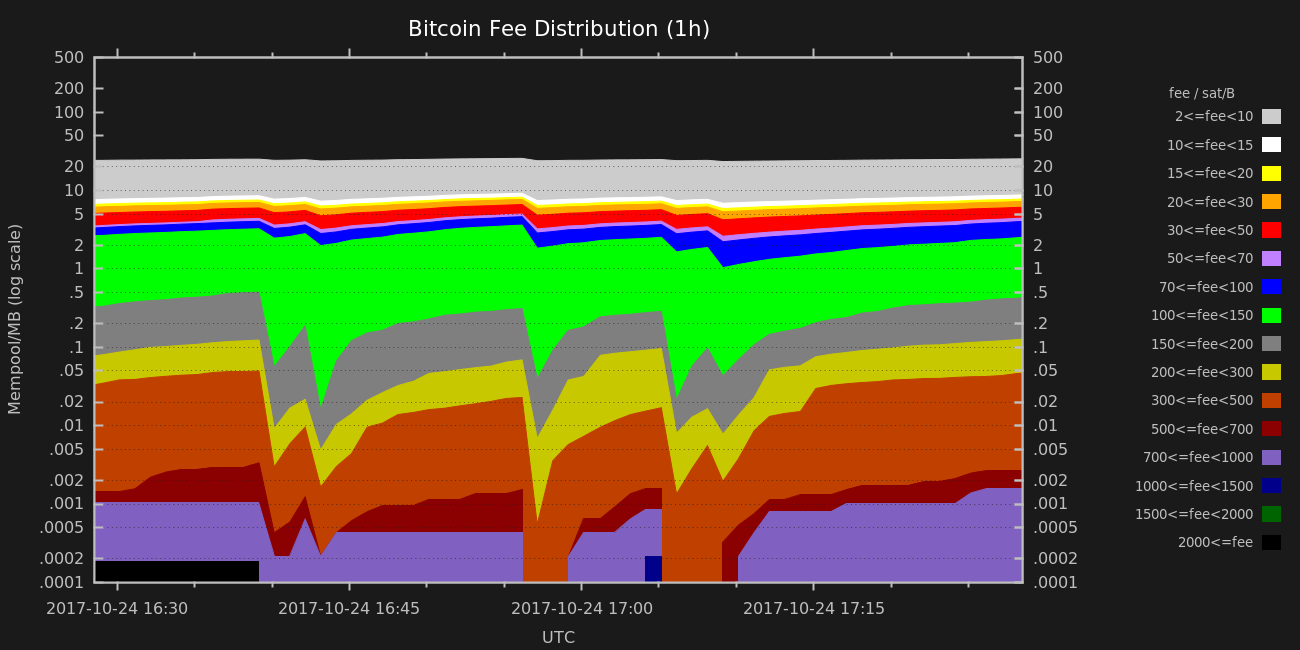 Bitcoin Fee Distribution (1h)
Mempool/MB (log scale)
500
200
100
50
20
10
5
2
1
.5
.2
.1
.05
.02
.01
.005
.002
.001
.0005
.0002
.0001
500
200
100
50
20
10
5
2
1
.5
.2
.1
.05
.02
.01
.005
.002
.001
.0005
.0002
.0001
2017-10-24 16:30
2017-10-24 16:45
2017-10-24 17:00
2017-10-24 17:15
UTC
fee / sat/B
2<=fee<10
10<=fee<15
15<=fee<20
20<=fee<30
30<=fee<50
50<=fee<70
70<=fee<100
100<=fee<150
150<=fee<200
200<=fee<300
300<=fee<500
500<=fee<700
700<=fee<1000
1000<=fee<1500
1500<=fee<2000
2000<=fee